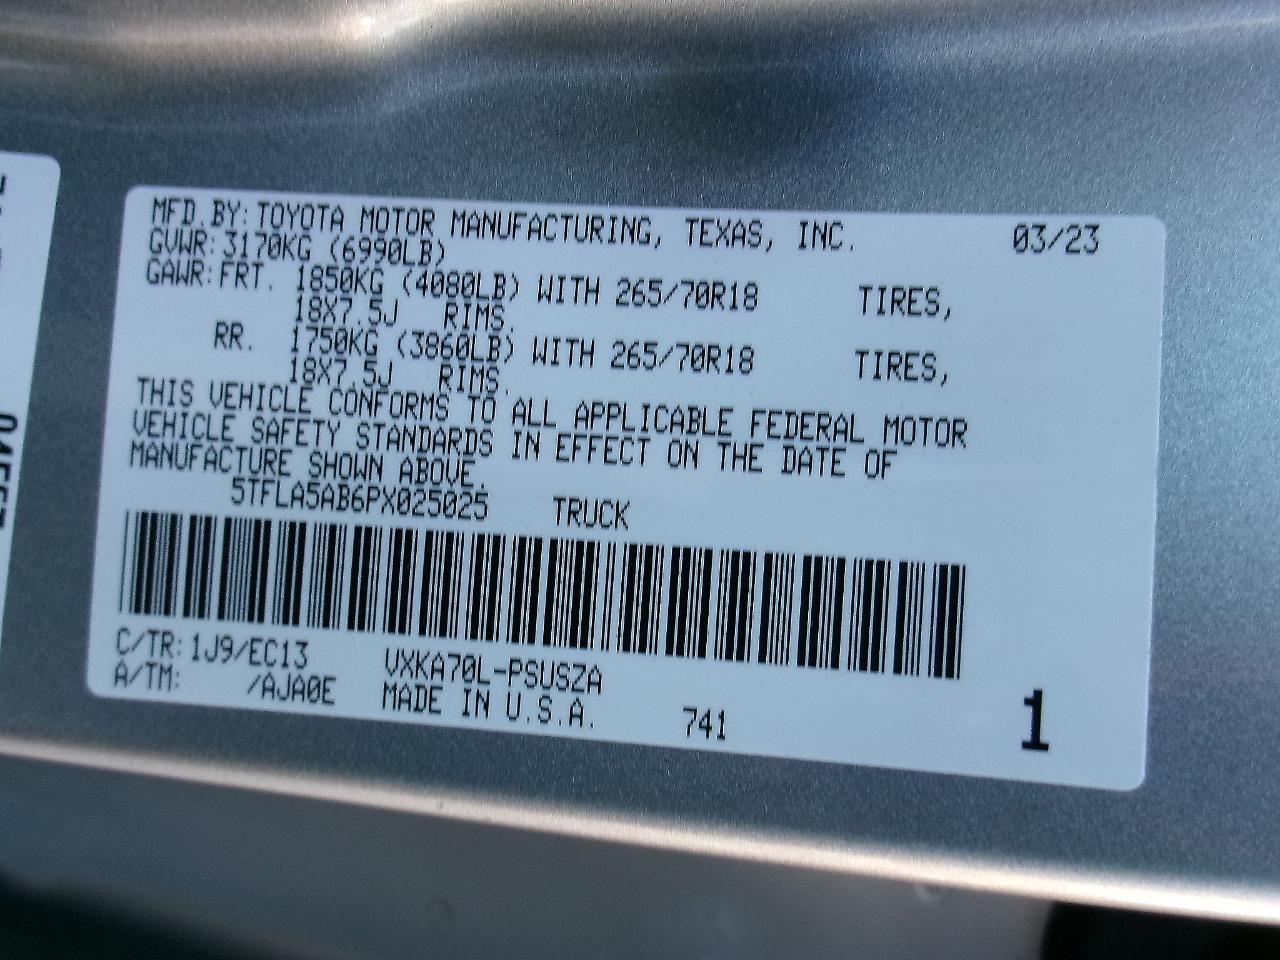 MFD. BY: TOYOTA MOTOR MANUFACTURING, TEXAS, INC. 03/23
GVWR: 3170KG (6990LB)
GAWR: FRT. 1850KG (4080LB) WITH 265/70R18 TIRES,
18X7.5J RIMS.
RR. 1750KG (3860LB) WITH 265/70R18 TIRES,
18X7.5J RIMS.
THIS VEHICLE CONFORMS TO ALL APPLICABLE FEDERAL MOTOR
VEHICLE SAFETY STANDARDS IN EFFECT ON THE DATE OF
MANUFACTURE SHOWN ABOVE.
5TFLA5AB6PX025025 TRUCK
C/TR: 1J9/EC13 VXKA70L-PSUSZA
A/TM: /AJA0E MADE IN U.S.A. 741
1